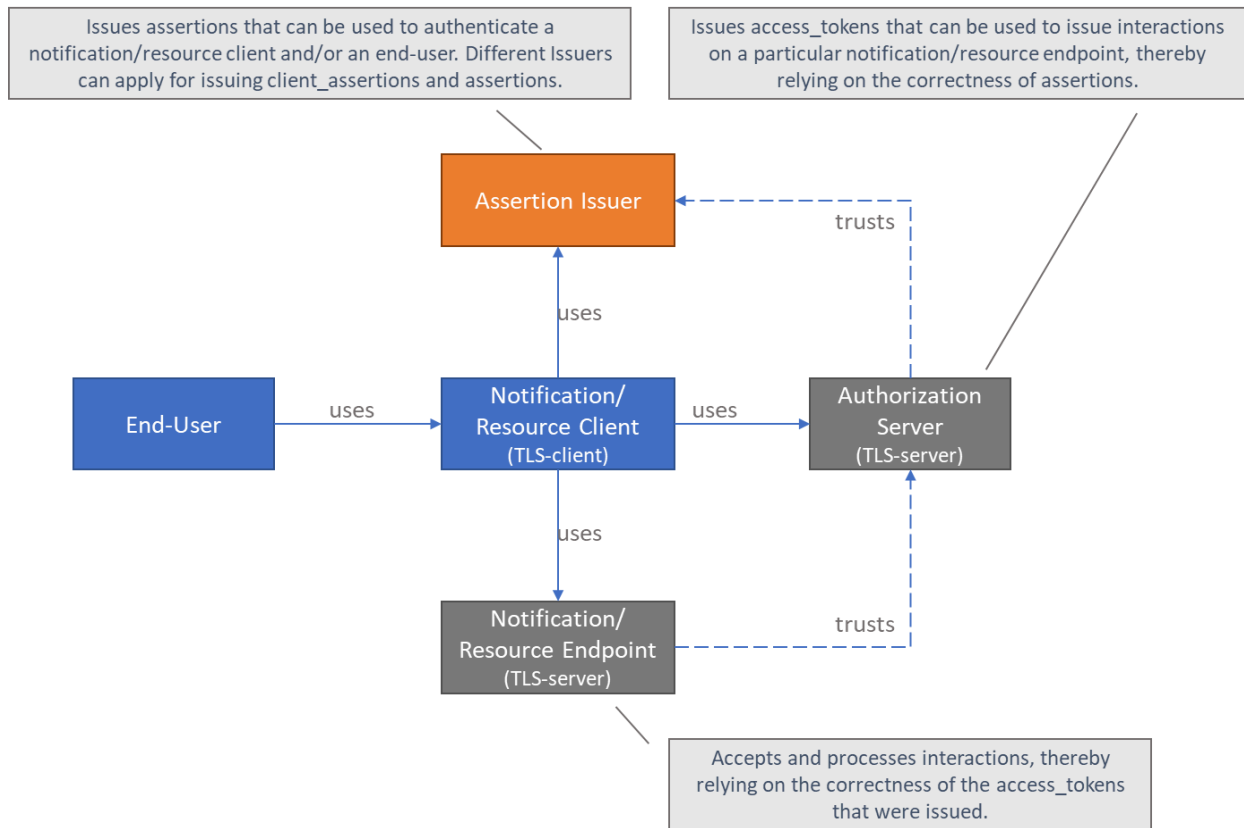 Issues assertions that can be used to authenticate a
notification/resource client and/or an end-user. Different Issuers
can apply for issuing client_assertions and assertions.
Issues access_tokens that can be used to issue interactions
on a particular notification/resource endpoint, thereby
relying on the correctness of assertions.
Assertion Issuer
trusts
uses
End-User
uses
Notification/
Resource Client
(TLS-client)
uses
Authorization
Server
(TLS-server)
uses
Notification/
Resource Endpoint
(TLS-server)
trusts
Accepts and processes interactions, thereby
relying on the correctness of the access_tokens
that were issued.